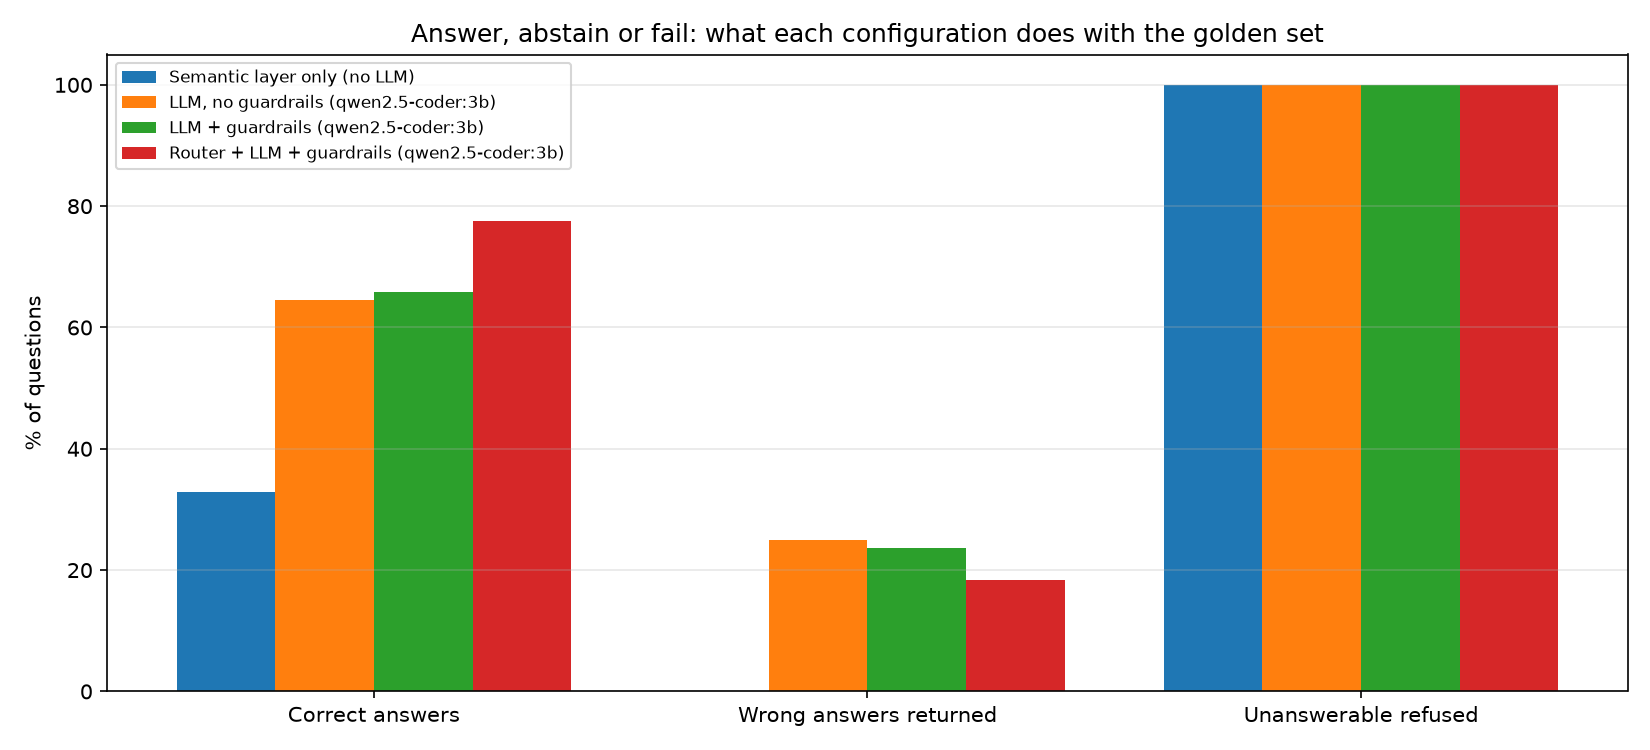 Answer, abstain or fail: what each configuration does with the golden set
Semantic layer only (no LLM)
LLM, no guardrails (qwen2.5-coder:3b)
LLM + guardrails (qwen2.5-coder:3b)
Router + LLM + guardrails (qwen2.5-coder:3b)
% of questions
100
80
60
40
20
0
Correct answers
Wrong answers returned
Unanswerable refused